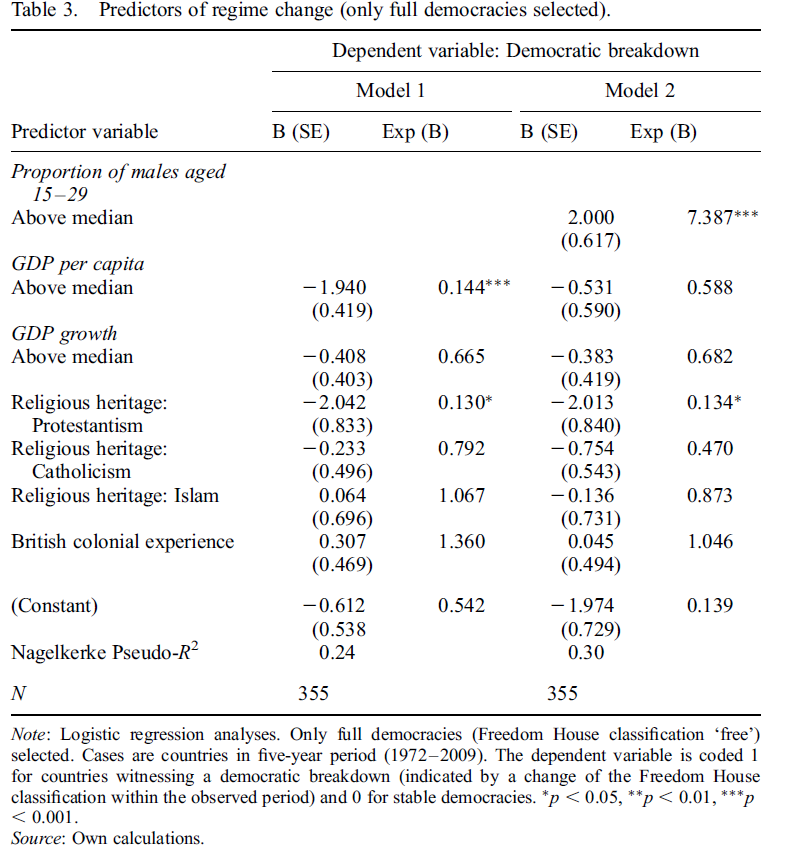 Table 3. Predictors of regime change (only full democracies selected).
Dependent variable: Democratic breakdown
Model 1 Model 2
Predictor variable B (SE) Exp (B) B (SE) Exp (B)
Proportion of males aged
15–29
Above median 2.000 7.387***
(0.617)
GDP per capita
Above median −1.940 0.144*** −0.531 0.588
(0.419) (0.590)
GDP growth
Above median −0.408 0.665 −0.383 0.682
(0.403) (0.419)
Religious heritage: −2.042 0.130* −2.013 0.134*
Protestantism (0.833) (0.840)
Religious heritage: −0.233 0.792 −0.754 0.470
Catholicism (0.496) (0.543)
Religious heritage: Islam 0.064 1.067 −0.136 0.873
(0.696) (0.731)
British colonial experience 0.307 1.360 0.045 1.046
(0.469) (0.494)
(Constant) −0.612 0.542 −1.974 0.139
(0.538 (0.729)
Nagelkerke Pseudo-R² 0.24 0.30
N 355 355
Note: Logistic regression analyses. Only full democracies (Freedom House classification ‘free’)
selected. Cases are countries in five-year period (1972–2009). The dependent variable is coded 1
for countries witnessing a democratic breakdown (indicated by a change of the Freedom House
classification within the observed period) and 0 for stable democracies. *p < 0.05, **p < 0.01, ***p
< 0.001.
Source: Own calculations.